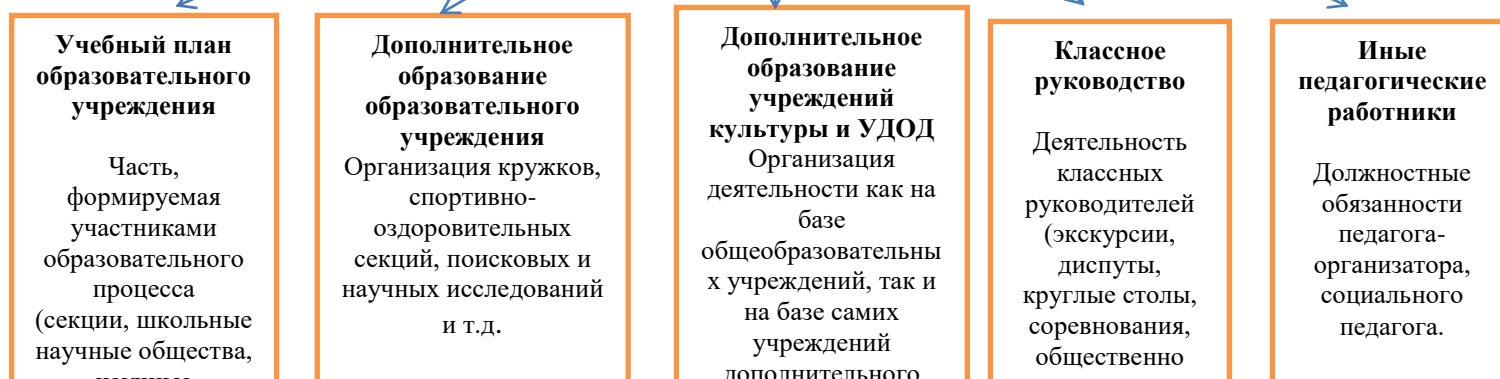 Учебный план
образовательного
учреждения
Часть,
формируемая
участниками
образовательного
процесса
(секции, школьные
научные общества,
Дополнительное
образование
образовательного
учреждения
Организация кружков,
спортивно-
оздоровительных
секций, поисковых и
научных исследований
и т.д.
Дополнительное
образование
учреждений
культуры и УДОД
Организация
деятельности как на
базе
общеобразовательны
х учреждений, так и
на базе самих
учреждений
дополнительного
Классное
руководство
Деятельность
классных
руководителей
(экскурсии,
диспуты,
круглые столы,
соревнования,
общественно
Иные
педагогические
работники
Должностные
обязанности
педагога-
организатора,
социального
педагога.